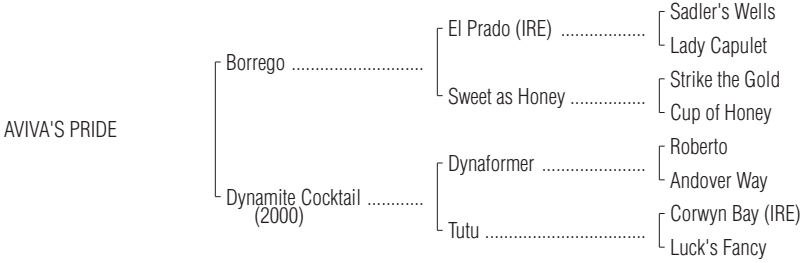 Sadler's Wells
El Prado (IRE) ..................
Lady Capulet
Borrego ............................
Strike the Gold
Sweet as Honey ................
Cup of Honey
AVIVA'S PRIDE
Roberto
Dynaformer ......................
Andover Way
Dynamite Cocktail ............
(2000)
Corwyn Bay (IRE)
Tutu ..................................
Luck's Fancy